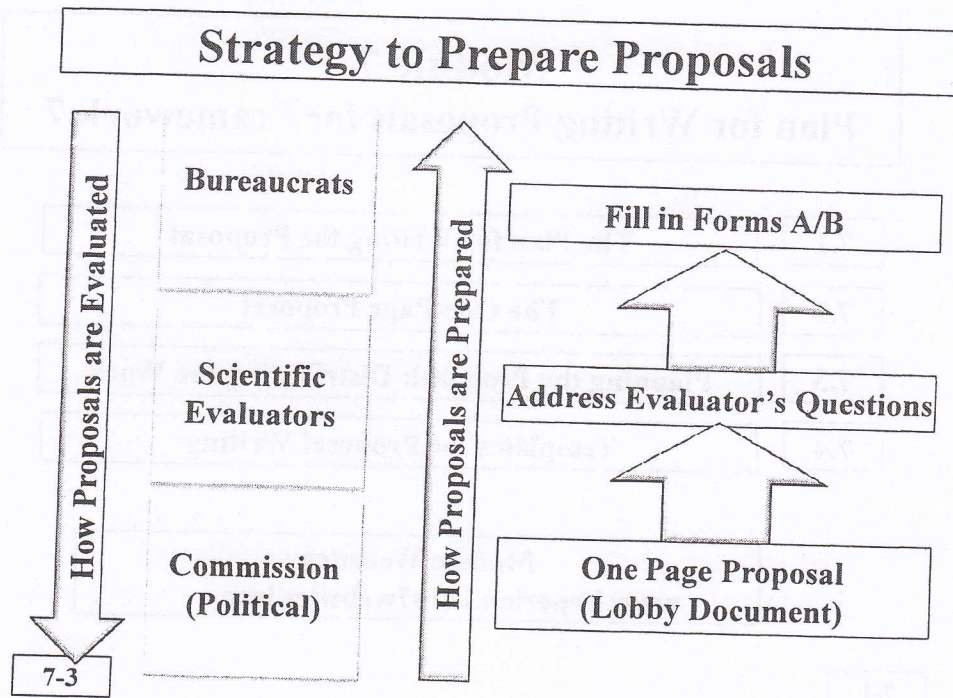 Strategy to Prepare Proposals
How Proposals are Evaluated
Bureaucrats
Scientific
Evaluators
Commission
(Political)
How Proposals are Prepared
Fill in Forms A/B
Address Evaluator's Questions
One Page Proposal
(Lobby Document)
7-3